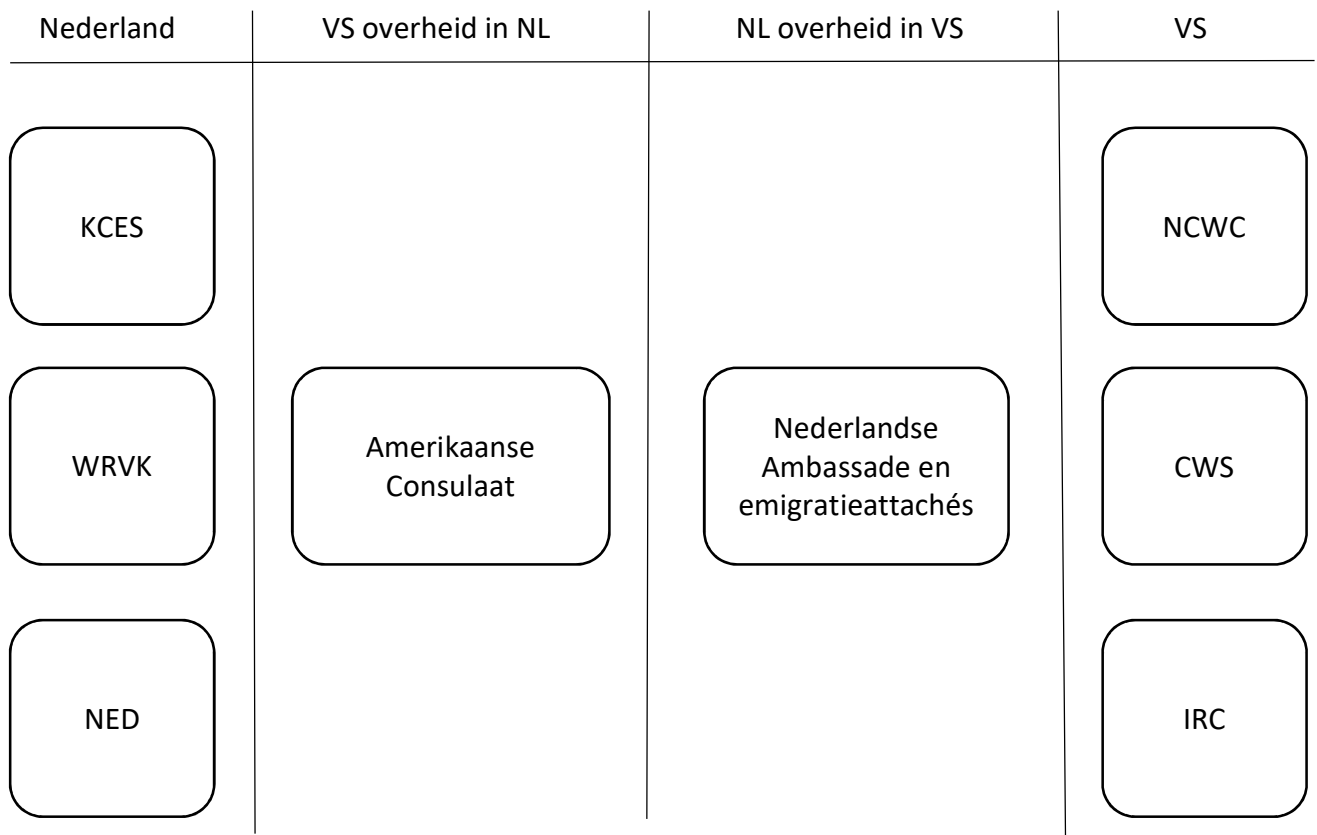 Nederland
VS overheid in NL
NL overheid in VS
VS
KCES
NCWC
WRVK
Amerikaanse
Consulaat
Nederlandse
Ambassade en
emigratieattachés
CWS
NED
IRC